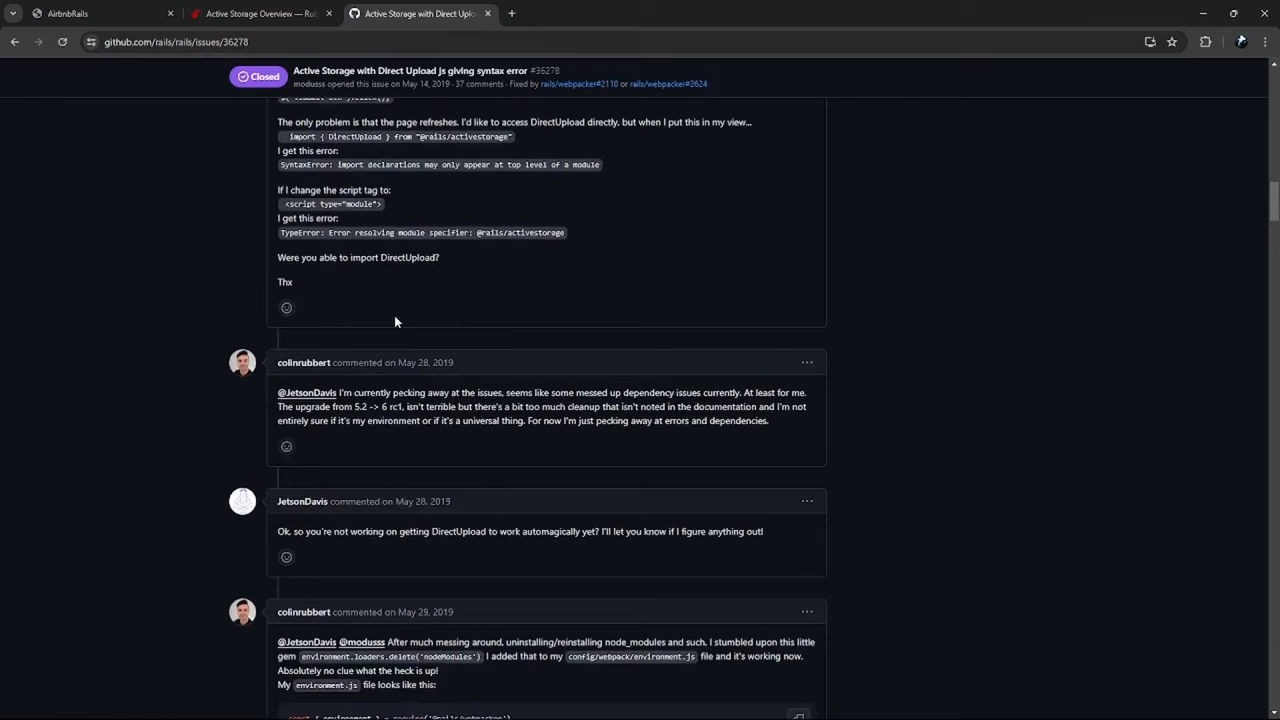 AirbnbRails
Active Storage Overview — Rub
Active Storage with Direct Uplo
github.com/rails/rails/issues/36278
Closed
Active Storage with Direct Upload js giving syntax error #36278
modusss opened this issue on May 14, 2019 · 37 comments · Fixed by rails/webpacker#2110 or rails/webpacker#2624
The only problem is that the page refreshes. I'd like to access DirectUpload directly, but when I put this in my view...
import { DirectUpload } from "@rails/activestorage"
I get this error:
SyntaxError: import declarations may only appear at top level of a module
If I change the script tag to:
<script type="module">
I get this error:
TypeError: Error resolving module specifier: @rails/activestorage
Were you able to import DirectUpload?
Thx
colinrubbert commented on May 28, 2019
@JetsonDavis I'm currently pecking away at the issues, seems like some messed up dependency issues currently. At least for me.
The upgrade from 5.2 -> 6 rc1, isn't terrible but there's a bit too much cleanup that isn't noted in the documentation and I'm not
entirely sure if it's my environment or if it's a universal thing. For now I'm just pecking away at errors and dependencies.
JetsonDavis commented on May 28, 2019
Ok, so you're not working on getting DirectUpload to work automagically yet? I'll let you know if I figure anything out!
colinrubbert commented on May 29, 2019
@JetsonDavis @modusss After much messing around, uninstalling/reinstalling node_modules and such. I stumbled upon this little
gem environment.loaders.delete('nodeModules') I added that to my config/webpack/environment.js file and it's working now.
Absolutely no clue what the heck is up!
My environment.js file looks like this:
const { environment } = require('@rails/webpacker')